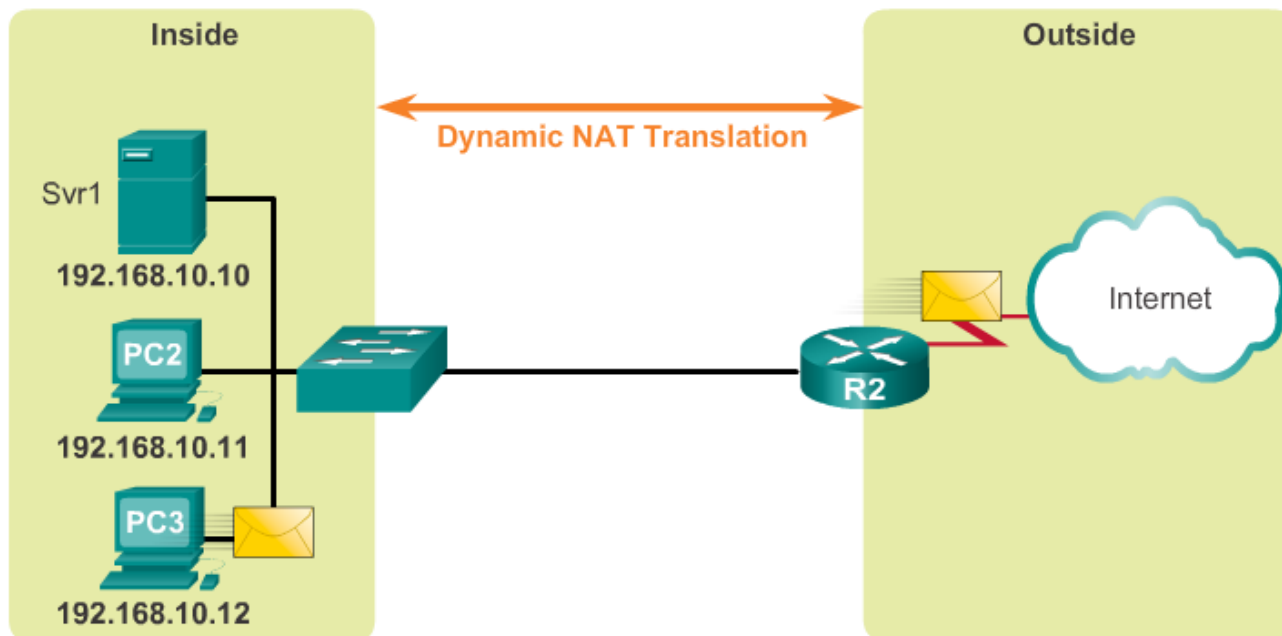 Inside
Outside
Dynamic NAT Translation
Svr1
192.168.10.10
PC2
192.168.10.11
PC3
192.168.10.12
R2
Internet